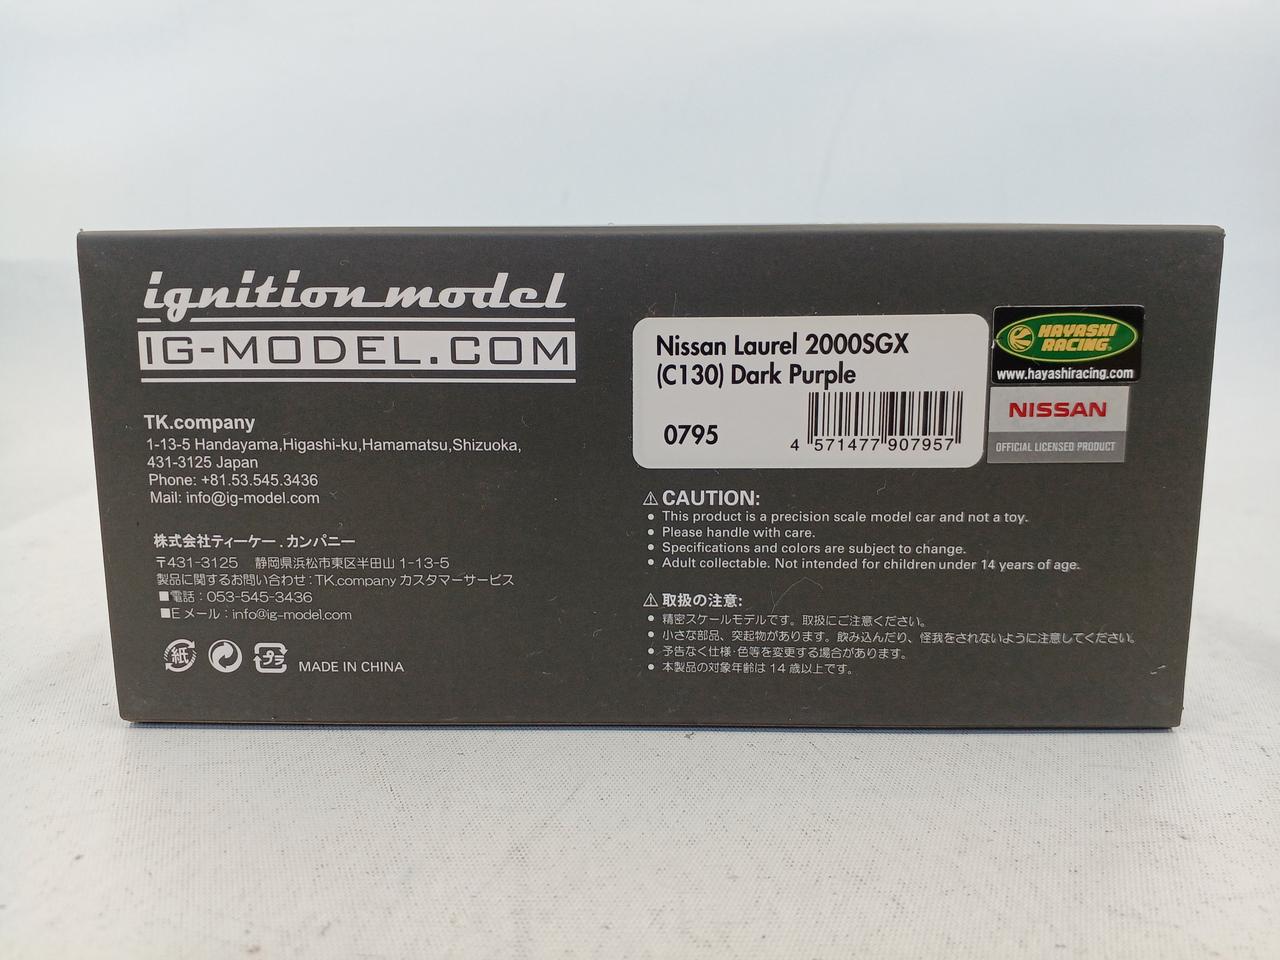 ignition model
IG-MODEL.COM
TK.company
1-13-5 Handayama,Higashi-ku,Hamamatsu,Shizuoka,
431-3125 Japan
Phone: +81.53.545.3436
Mail: info@ig-model.com
株式会社ティーケー．カンパニー
〒431-3125　静岡県浜松市東区半田山 1-13-5
製品に関するお問い合わせ：TK.company カスタマーサービス
■電話：053-545-3436
■E メール：info@ig-model.com
紙
プラ
MADE IN CHINA
Nissan Laurel 2000SGX
(C130) Dark Purple
0795
4 571477 907957
HAYASHI
RACING.
www.hayashiracing.com
NISSAN
OFFICIAL LICENSED PRODUCT
⚠ CAUTION:
● This product is a precision scale model car and not a toy.
● Please handle with care.
● Specifications and colors are subject to change.
● Adult collectable. Not intended for children under 14 years of age.
⚠ 取扱の注意:
● 精密スケールモデルです。取扱にご注意ください。
● 小さな部品、突起物があります。飲み込んだり、怪我をされないように注意してください。
● 予告なく仕様・色等を変更する場合があります。
● 本製品の対象年齢は 14 歳以上です。